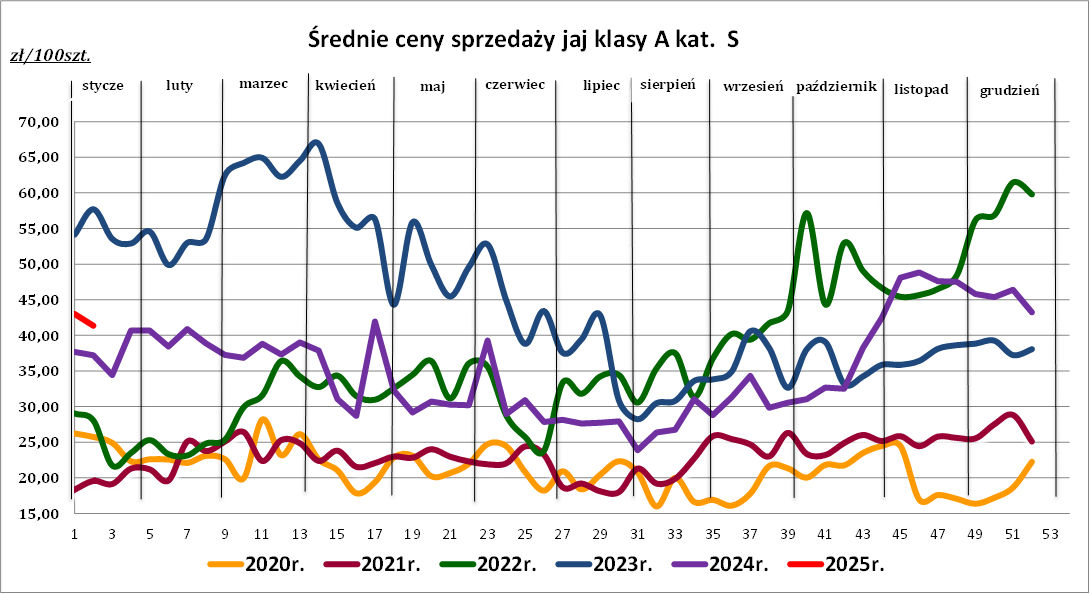 Średnie ceny sprzedaży jaj klasy A kat. S
zł/100szt.
stycze luty marzec kwiecień maj czerwiec lipiec sierpień wrzesień październik listopad grudzień
70,00
65,00
60,00
55,00
50,00
45,00
40,00
35,00
30,00
25,00
20,00
15,00
1 3 5 7 9 11 13 15 17 19 21 23 25 27 29 31 33 35 37 39 41 43 45 47 49 51 53
2020r. 2021r. 2022r. 2023r. 2024r. 2025r.